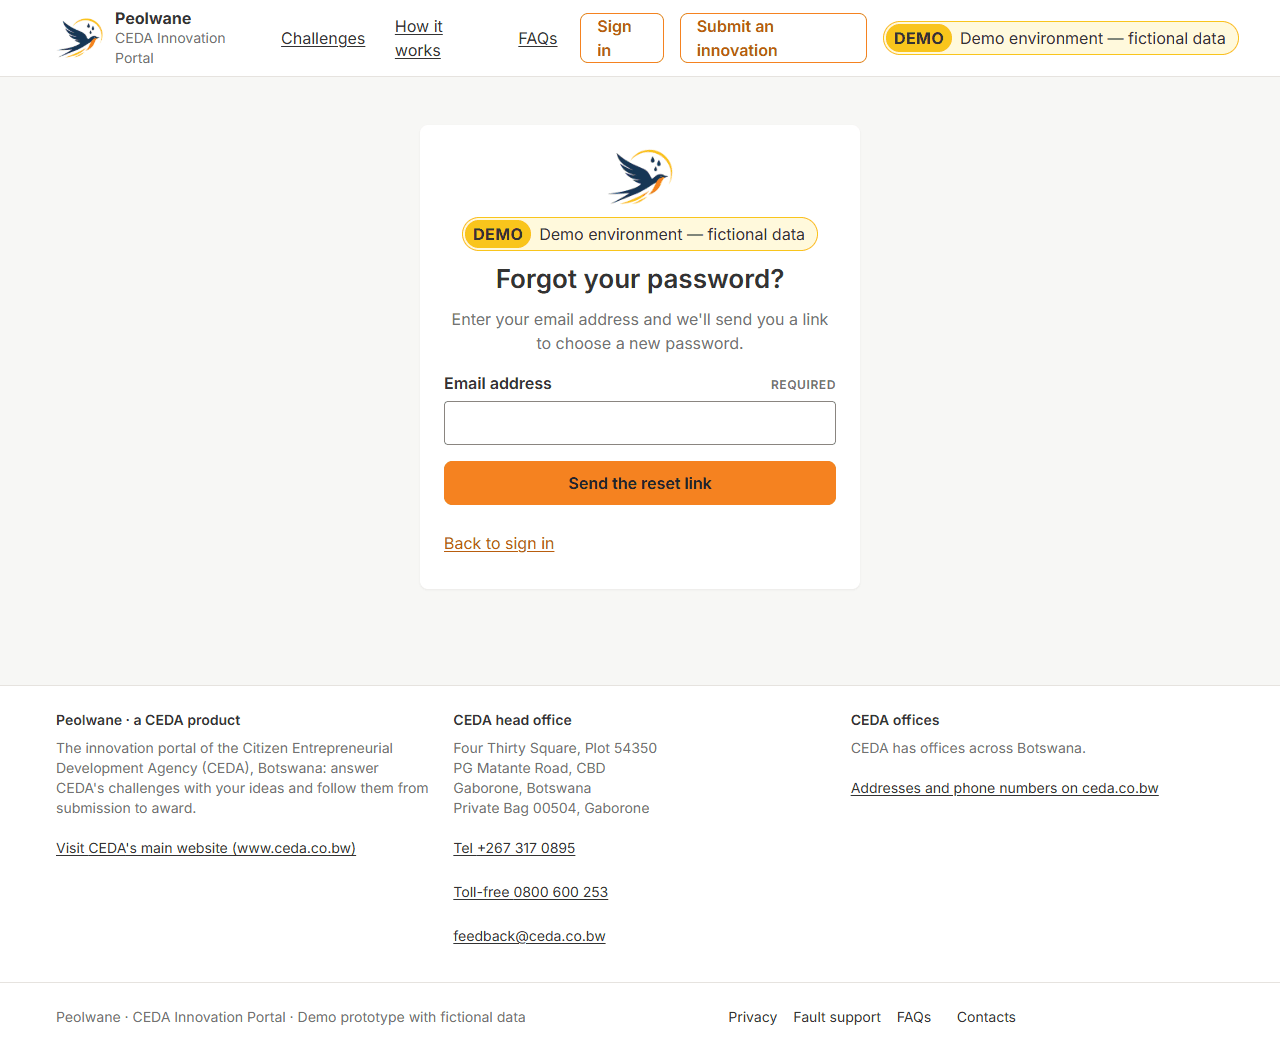 Peolwane
CEDA Innovation
Portal
Challenges
How it
works
FAQs
Sign
in
Submit an
innovation
DEMO Demo environment — fictional data
DEMO Demo environment — fictional data
Forgot your password?
Enter your email address and we'll send you a link
to choose a new password.
Email address REQUIRED
Send the reset link
Back to sign in
Peolwane · a CEDA product
The innovation portal of the Citizen Entrepreneurial
Development Agency (CEDA), Botswana: answer
CEDA's challenges with your ideas and follow them from
submission to award.
Visit CEDA's main website (www.ceda.co.bw)
CEDA head office
Four Thirty Square, Plot 54350
PG Matante Road, CBD
Gaborone, Botswana
Private Bag 00504, Gaborone
Tel +267 317 0895
Toll-free 0800 600 253
feedback@ceda.co.bw
CEDA offices
CEDA has offices across Botswana.
Addresses and phone numbers on ceda.co.bw
Peolwane · CEDA Innovation Portal · Demo prototype with fictional data
Privacy Fault support FAQs Contacts